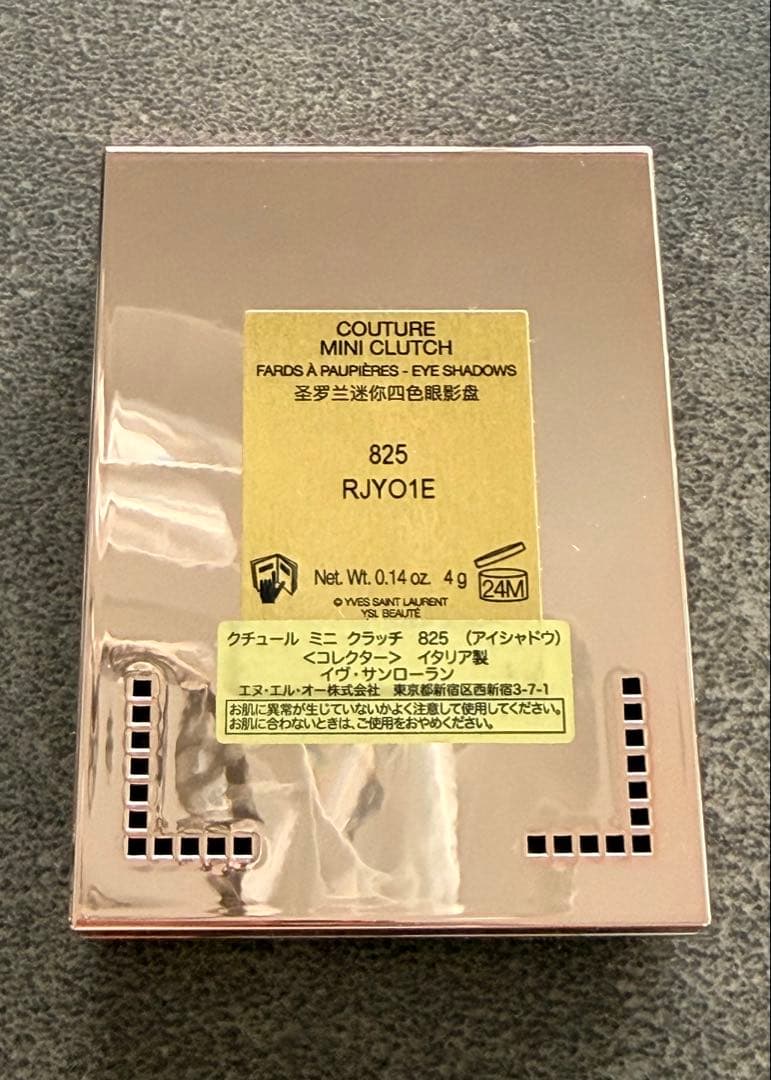 COUTURE
MINI CLUTCH
FARDS À PAUPIÈRES - EYE SHADOWS
圣罗兰迷你四色眼影盘
825
RJYO1E
Net. Wt. 0.14 oz. 4 g
24M
© YVES SAINT LAURENT
YSL BEAUTÉ
クチュール ミニ クラッチ 825 (アイシャドウ)
<コレクター> イタリア製
イヴ・サンローラン
エヌ・エル・オー株式会社 東京都新宿区西新宿3-7-1
お肌に異常が生じていないかよく注意して使用してください。
お肌に合わないときは、ご使用をおやめください。